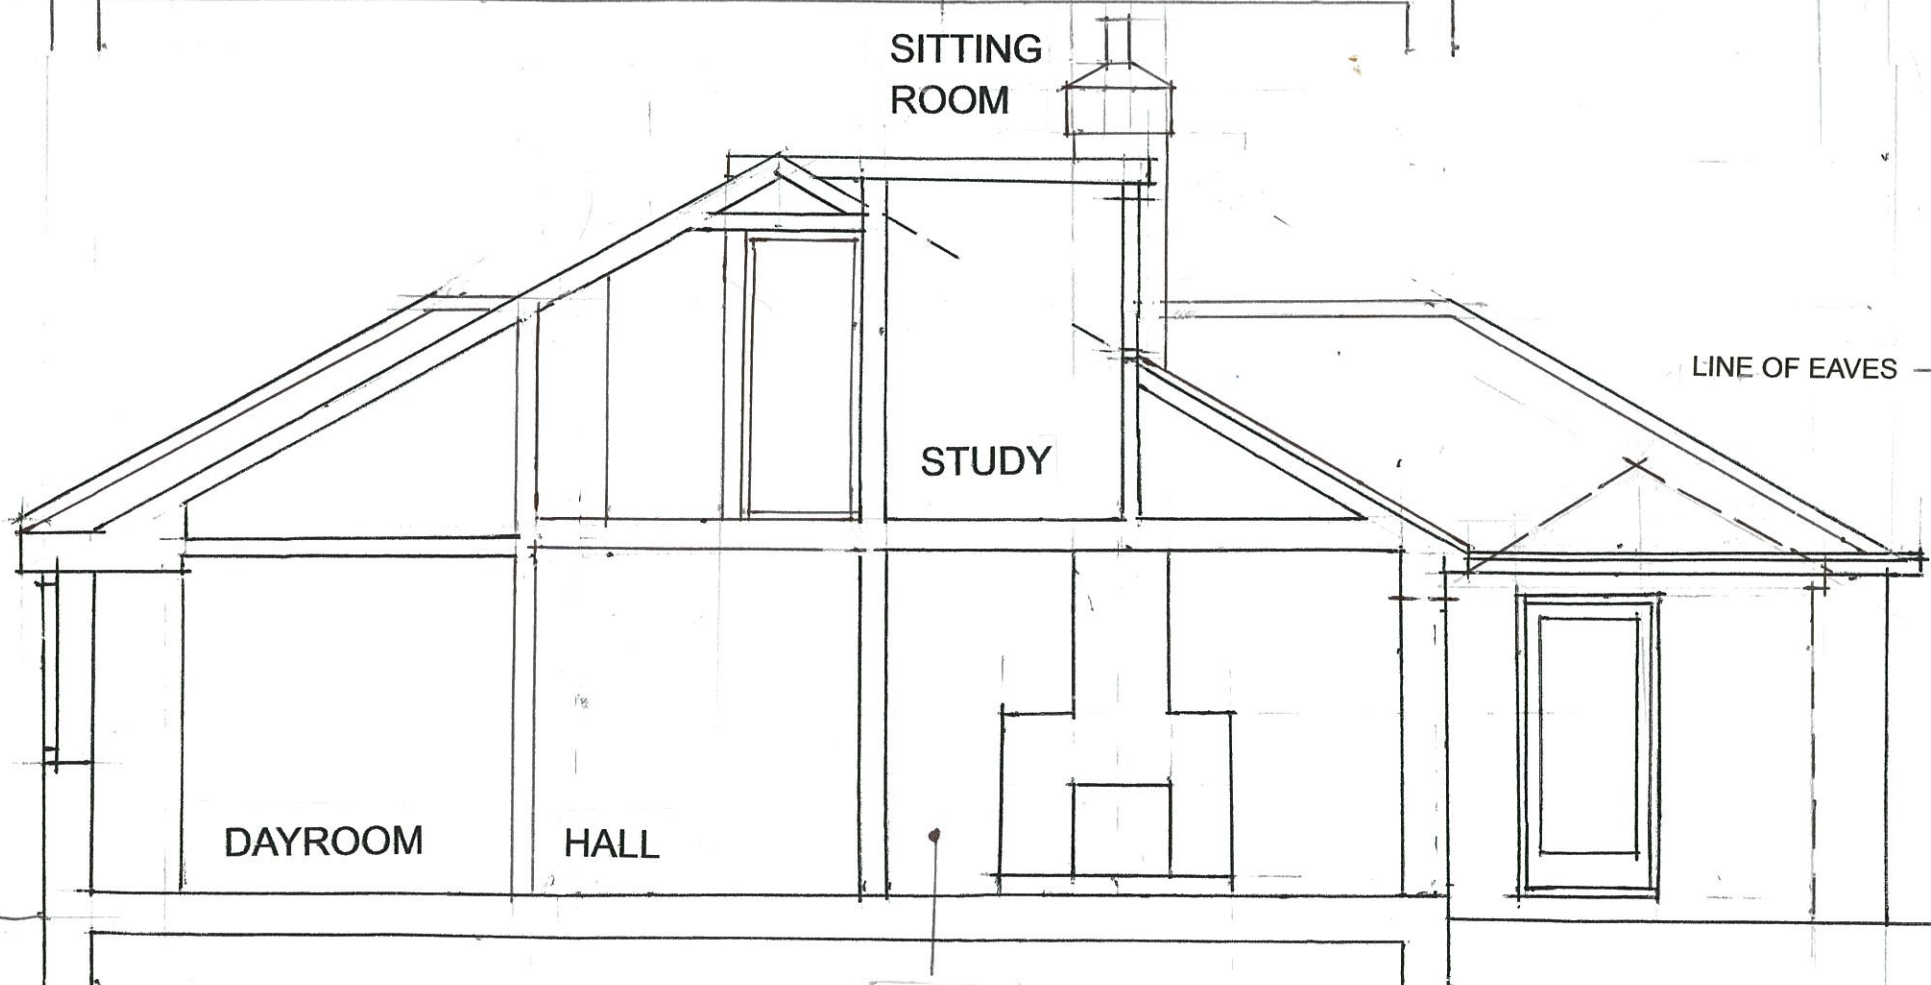 SITTING
ROOM
LINE OF EAVES
STUDY
DAYROOM
HALL